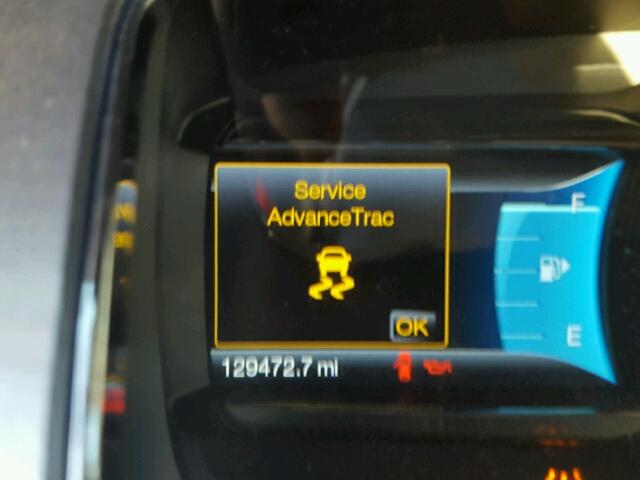 Service
AdvanceTrac
OK
F
E
129472.7 mi